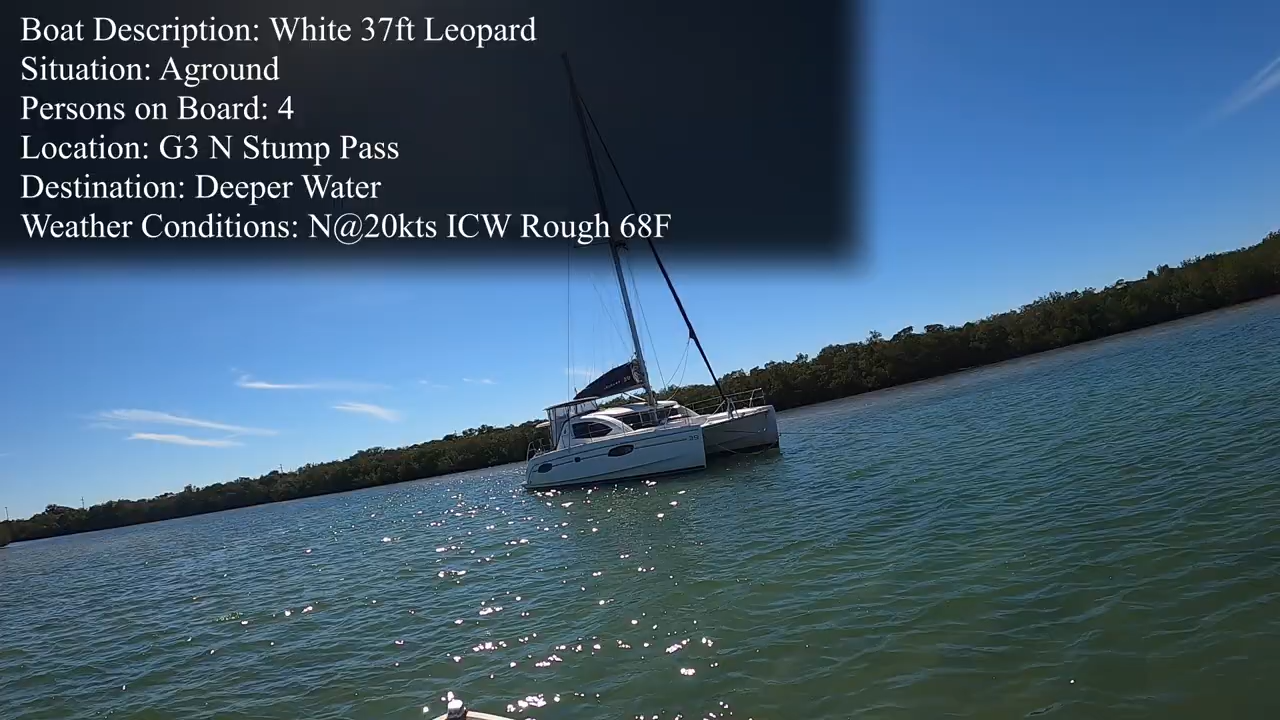 Boat Description: White 37ft Leopard
Situation: Aground
Persons on Board: 4
Location: G3 N Stump Pass
Destination: Deeper Water
Weather Conditions: N@20kts ICW Rough 68F
39